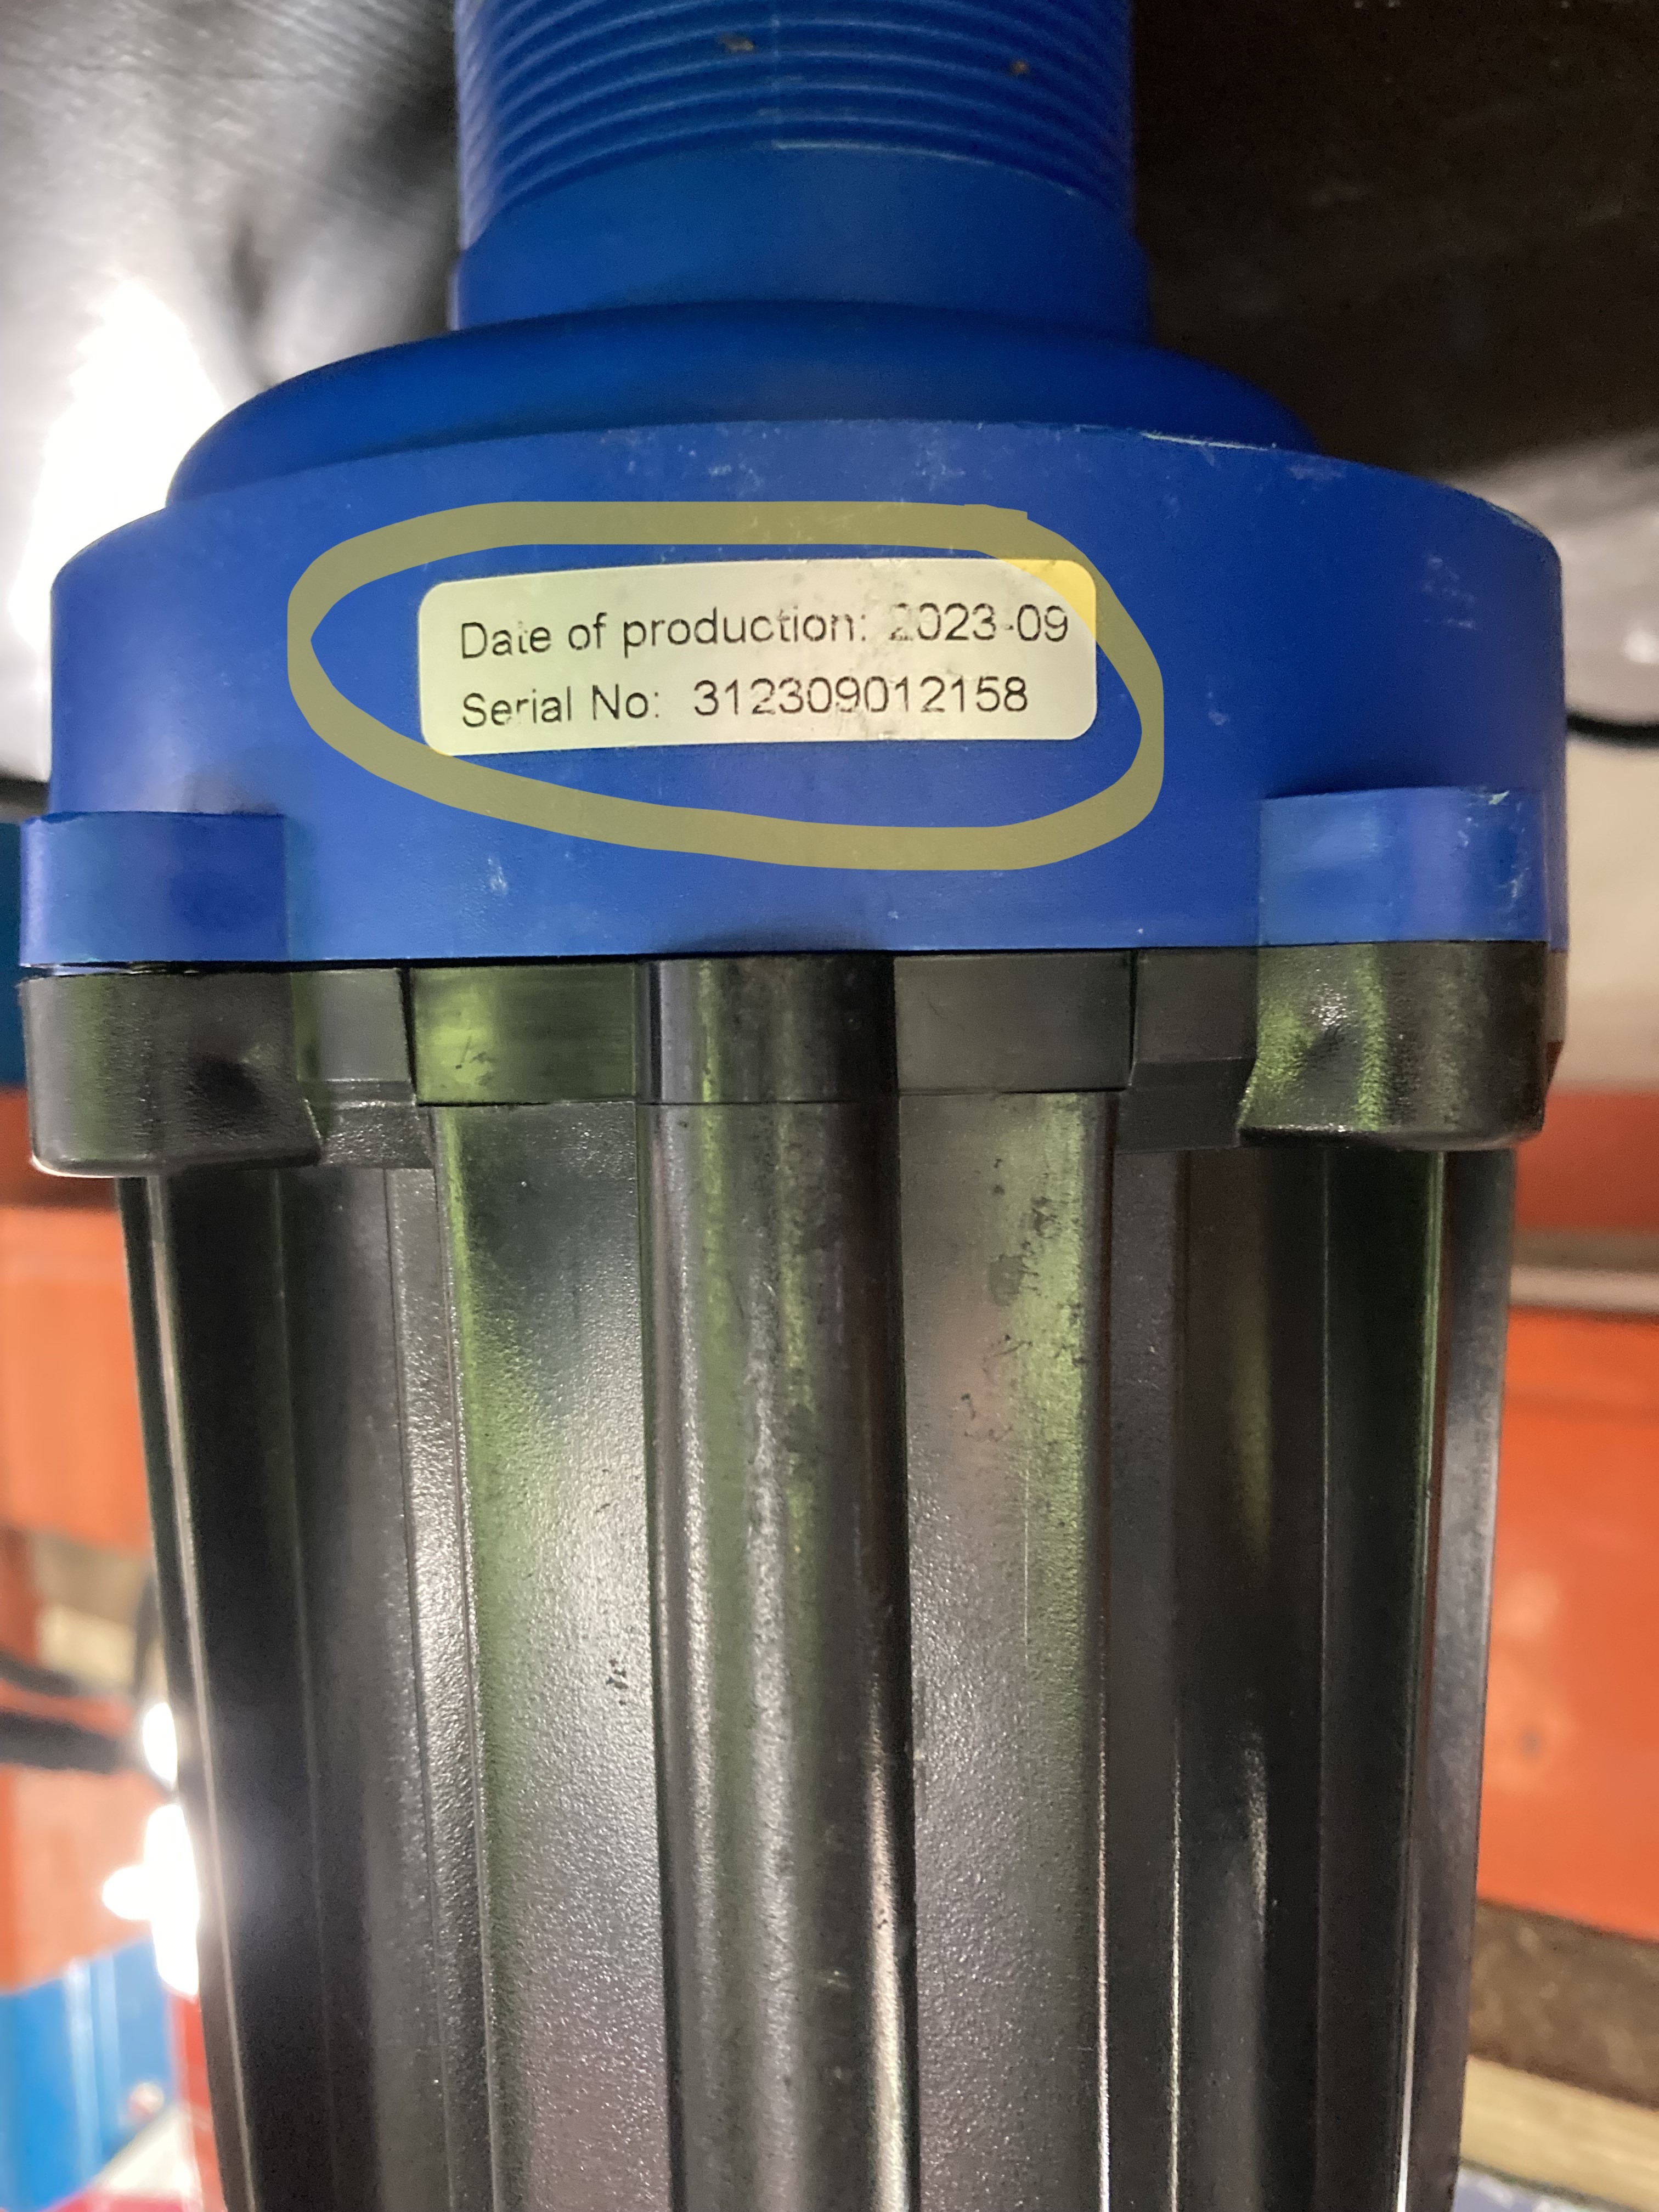 Date of production: 2023-09
Serial No: 312309012158